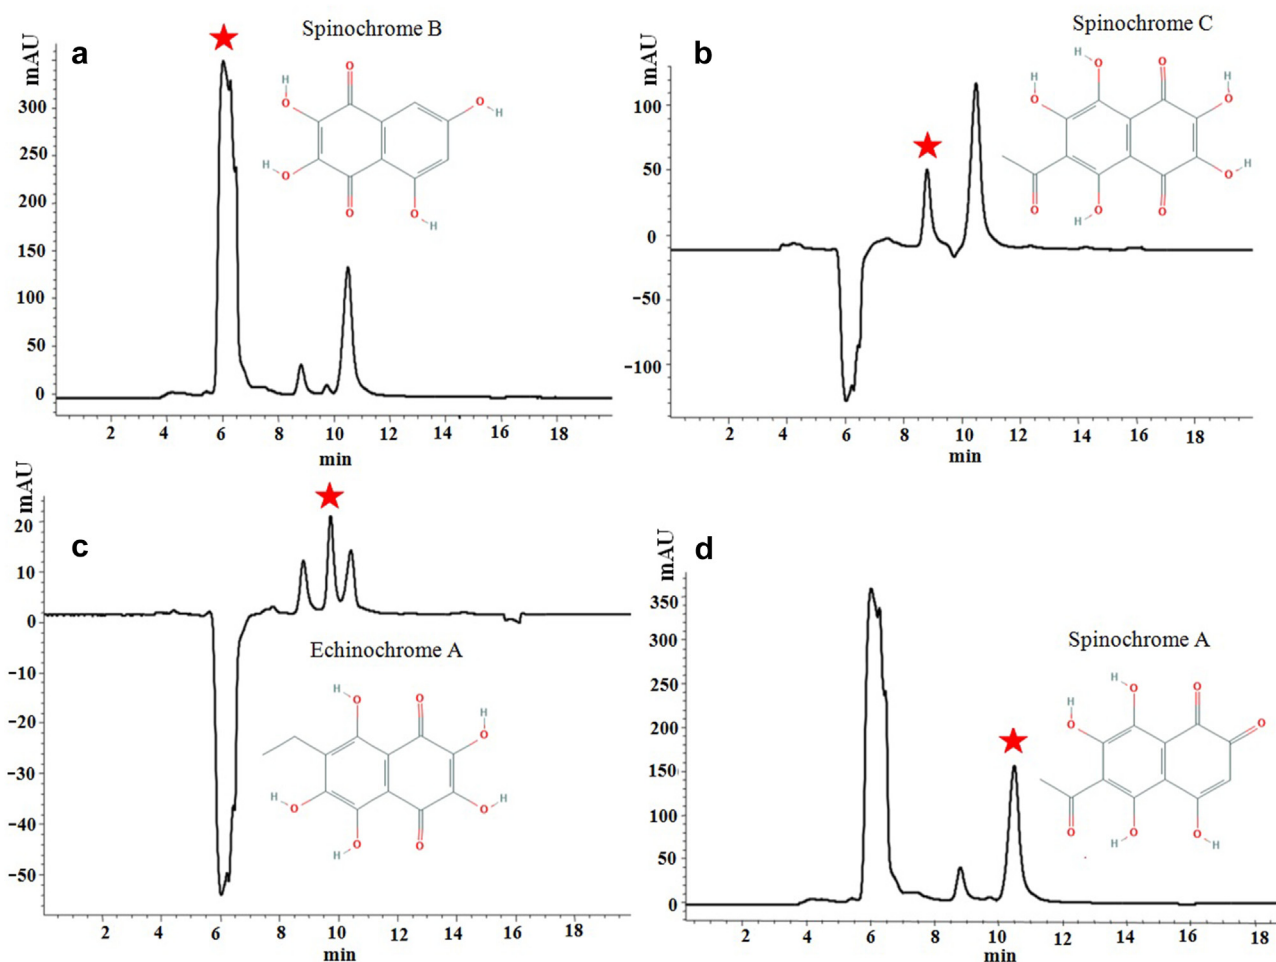 a
Spinochrome B
mAU
300
250
200
150
100
50
0
2 4 6 8 10 12 14 16 18
min
H
O
O
O
H
H
O
H
O
O
O
H
b
Spinochrome C
mAU
100
50
0
−50
−100
2 4 6 8 10 12 14 16 18
min
H
O
O
H
O
H
O
O
H
O
O
H
O
O
H
c
mAU
20
10
0
−10
−20
−30
−40
−50
2 4 6 8 10 12 14 16 18
min
Echinochrome A
H
O
O
H
O
H
O
O
H
O
H
O
O
H
d
mAU
350
300
250
200
150
100
50
0
2 4 6 8 10 12 14 16 18
min
Spinochrome A
H
O
O
H
O
O
O
O
O
H
H
O
H